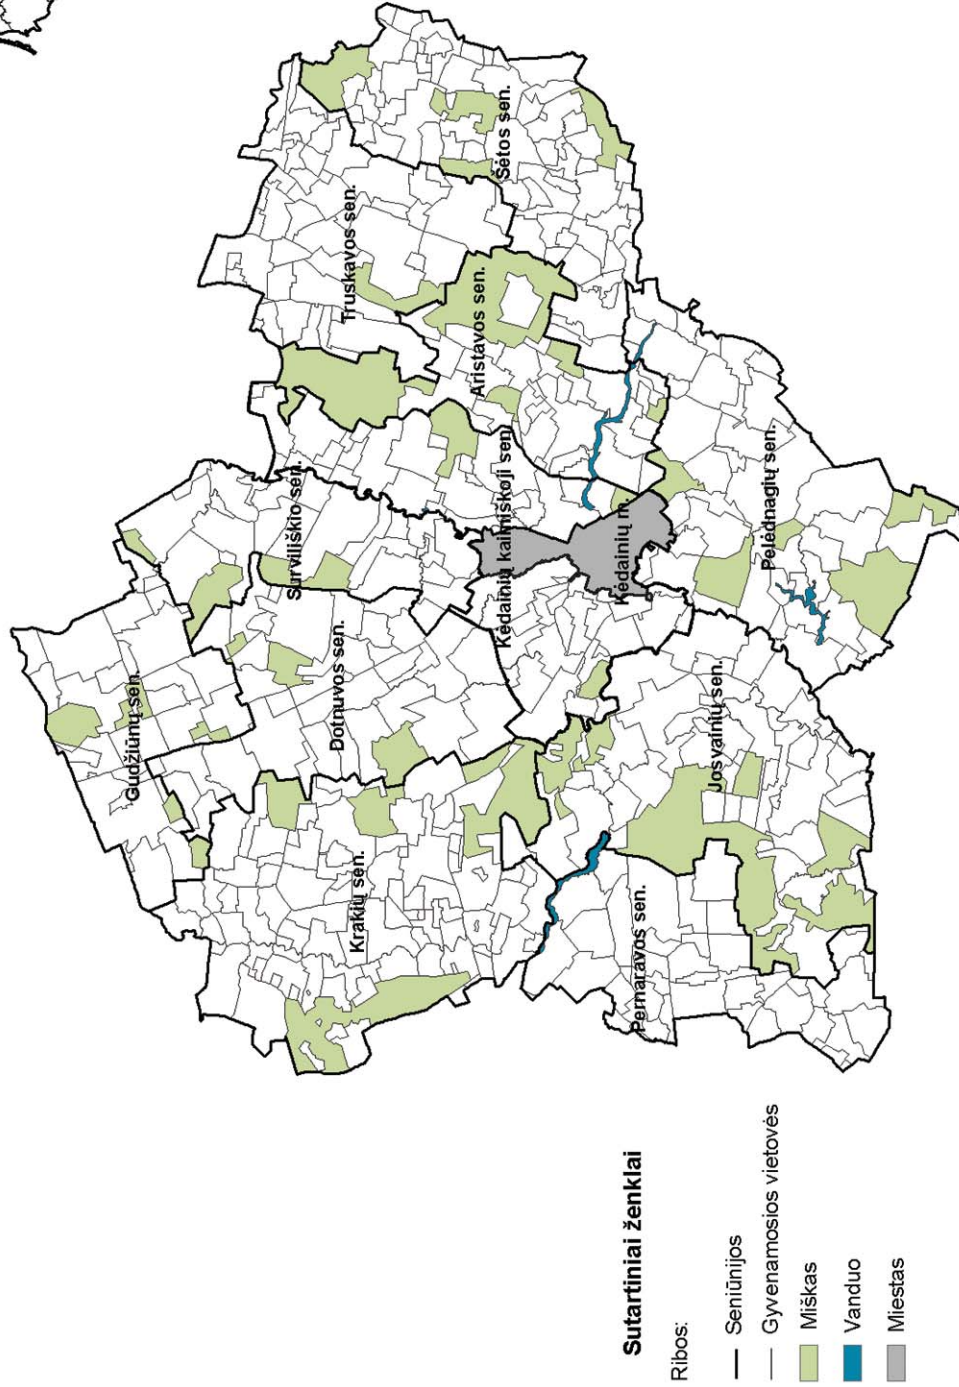 Gudžiūnų sen.
Surviliškio sen.
Truskavos sen.
Krakių sen.
Dotnuvos sen.
Aristavos sen.
Šėtos sen.
Kėdainių kaimiškoji sen.
Kėdainių m.
Pernaravos sen.
Josvainių sen.
Pelėdnagių sen.
Sutartiniai ženklai
Ribos:
Seniūnijos
Gyvenamosios vietovės
Miškas
Vanduo
Miestas